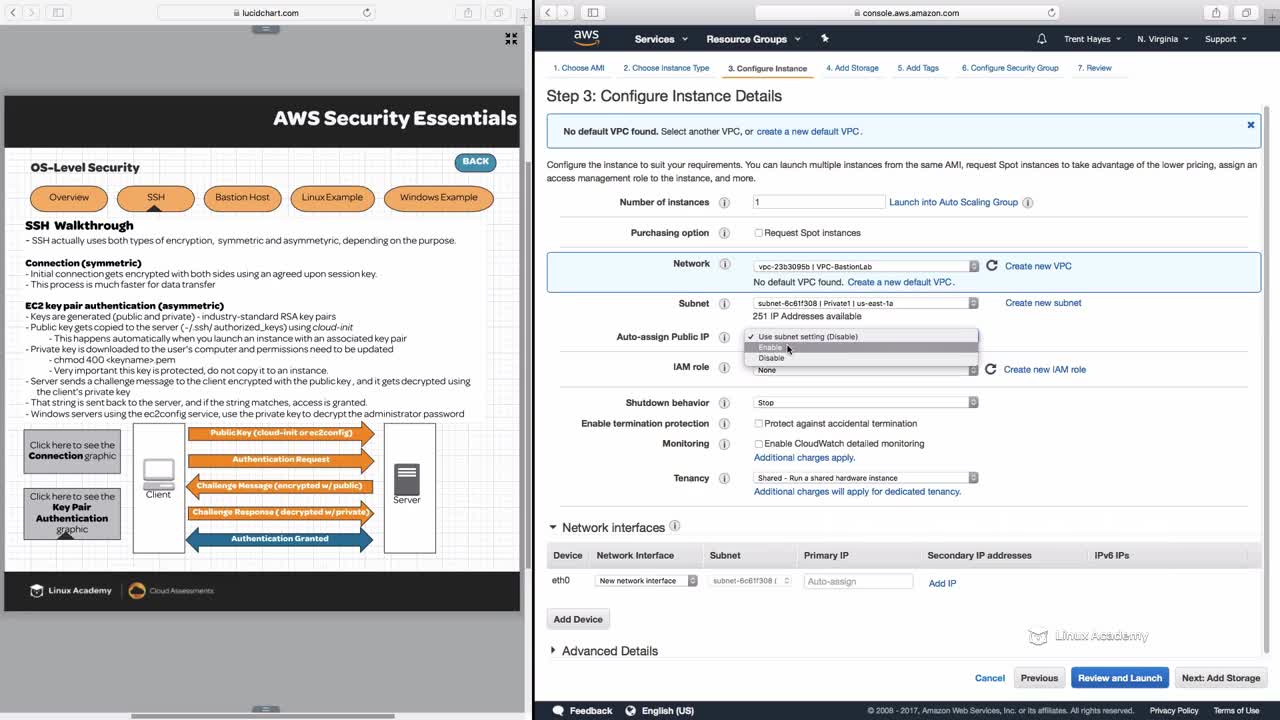 lucidchart.com
AWS Security Essentials
OS-Level Security
BACK
Overview
SSH
Bastion Host
Linux Example
Windows Example
SSH Walkthrough
- SSH actually uses both types of encryption, symmetric and asymmetyric, depending on the purpose.
Connection (symmetric)
- Initial connection gets encrypted with both sides using an agreed upon session key.
- This process is much faster for data transfer
EC2 key pair authentication (asymmetric)
- Keys are generated (public and private) - industry-standard RSA key pairs
- Public key gets copied to the server (~/.ssh/ authorized_keys) using cloud-init
- This happens automatically when you launch an instance with an associated key pair
- Private key is downloaded to the user's computer and permissions need to be updated
- chmod 400 <keyname>.pem
- Very important this key is protected, do not copy it to an instance.
- Server sends a challenge message to the client encrypted with the public key, and it gets decrypted using
the client's private key
- That string is sent back to the server, and if the string matches, access is granted.
- Windows servers using the ec2config service, use the private key to decrypt the administrator password
Click here to see the
Connection graphic
Click here to see the
Key Pair
Authentication
graphic
Client
Public Key (cloud-init or ec2config)
Authentication Request
Challenge Message (encrypted w/ public)
Challenge Response ( decrypted w/ private)
Authentication Granted
Server
Linux Academy
Cloud Assessments
console.aws.amazon.com
aws
Services
Resource Groups
Trent Hayes
N. Virginia
Support
1. Choose AMI
2. Choose Instance Type
3. Configure Instance
4. Add Storage
5. Add Tags
6. Configure Security Group
7. Review
Step 3: Configure Instance Details
No default VPC found. Select another VPC, or create a new default VPC.
Configure the instance to suit your requirements. You can launch multiple instances from the same AMI, request Spot instances to take advantage of the lower pricing, assign an
access management role to the instance, and more.
Number of instances
1
Launch into Auto Scaling Group
Purchasing option
Request Spot instances
Network
vpc-23b3095b | VPC-BastionLab
Create new VPC
No default VPC found. Create a new default VPC.
Subnet
subnet-6c61f308 | Private1 | us-east-1a
Create new subnet
251 IP Addresses available
Auto-assign Public IP
✓ Use subnet setting (Disable)
Enable
Disable
IAM role
None
Create new IAM role
Shutdown behavior
Stop
Enable termination protection
Protect against accidental termination
Monitoring
Enable CloudWatch detailed monitoring
Additional charges apply.
Tenancy
Shared - Run a shared hardware instance
Additional charges will apply for dedicated tenancy.
Network interfaces
Device
Network Interface
Subnet
Primary IP
Secondary IP addresses
IPv6 IPs
eth0
New network interface
subnet-6c61f308 (
Auto-assign
Add IP
Add Device
Linux Academy
Advanced Details
Cancel
Previous
Review and Launch
Next: Add Storage
Feedback
English (US)
© 2008 - 2017, Amazon Web Services, Inc. or its affiliates. All rights reserved.
Privacy Policy
Terms of Use